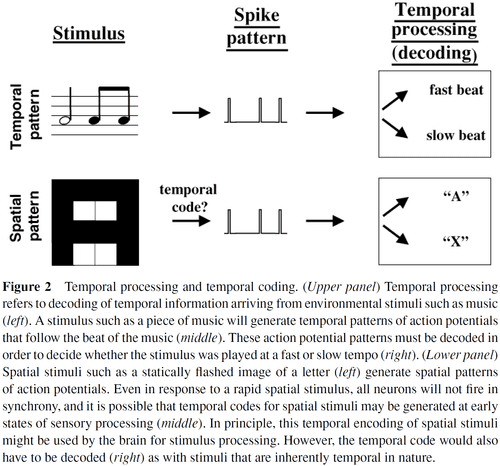 Stimulus
Spike
pattern
Temporal
processing
(decoding)
Temporal
pattern
fast beat
slow beat
Spatial
pattern
temporal
code?
“A”
“X”
Figure 2 Temporal processing and temporal coding. (Upper panel) Temporal processing
refers to decoding of temporal information arriving from environmental stimuli such as music
(left). A stimulus such as a piece of music will generate temporal patterns of action potentials
that follow the beat of the music (middle). These action potential patterns must be decoded in
order to decide whether the stimulus was played at a fast or slow tempo (right). (Lower panel)
Spatial stimuli such as a statically flashed image of a letter (left) generate spatial patterns
of action potentials. Even in response to a rapid spatial stimulus, all neurons will not fire in
synchrony, and it is possible that temporal codes for spatial stimuli may be generated at early
states of sensory processing (middle). In principle, this temporal encoding of spatial stimuli
might be used by the brain for stimulus processing. However, the temporal code would also
have to be decoded (right) as with stimuli that are inherently temporal in nature.